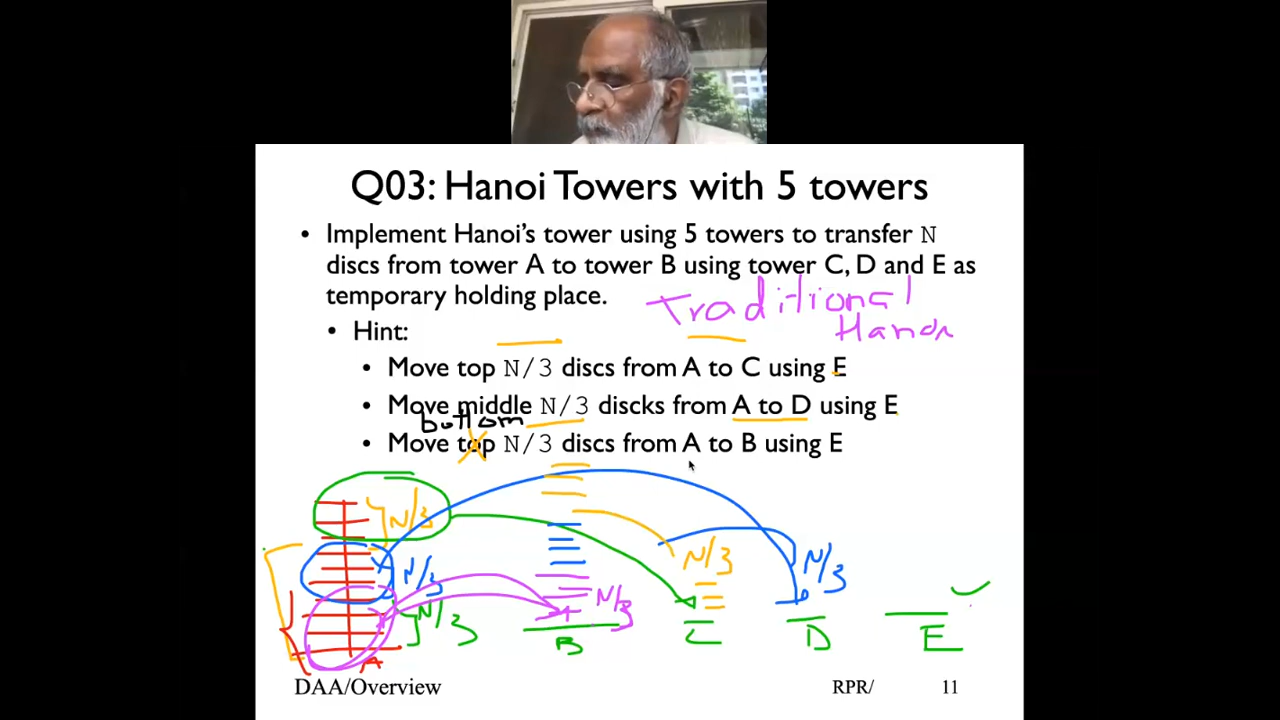 Q03: Hanoi Towers with 5 towers
• Implement Hanoi's tower using 5 towers to transfer N
discs from tower A to tower B using tower C, D and E as
temporary holding place.
Traditional
• Hint:
Hanoi
• Move top N/3 discs from A to C using E
• Move middle N/3 discks from A to D using E
bottom
• Move top N/3 discs from A to B using E
N/3
N/3
N/3
N/3
N/3
N/3
A
B
C
D
E
DAA/Overview
RPR/
11